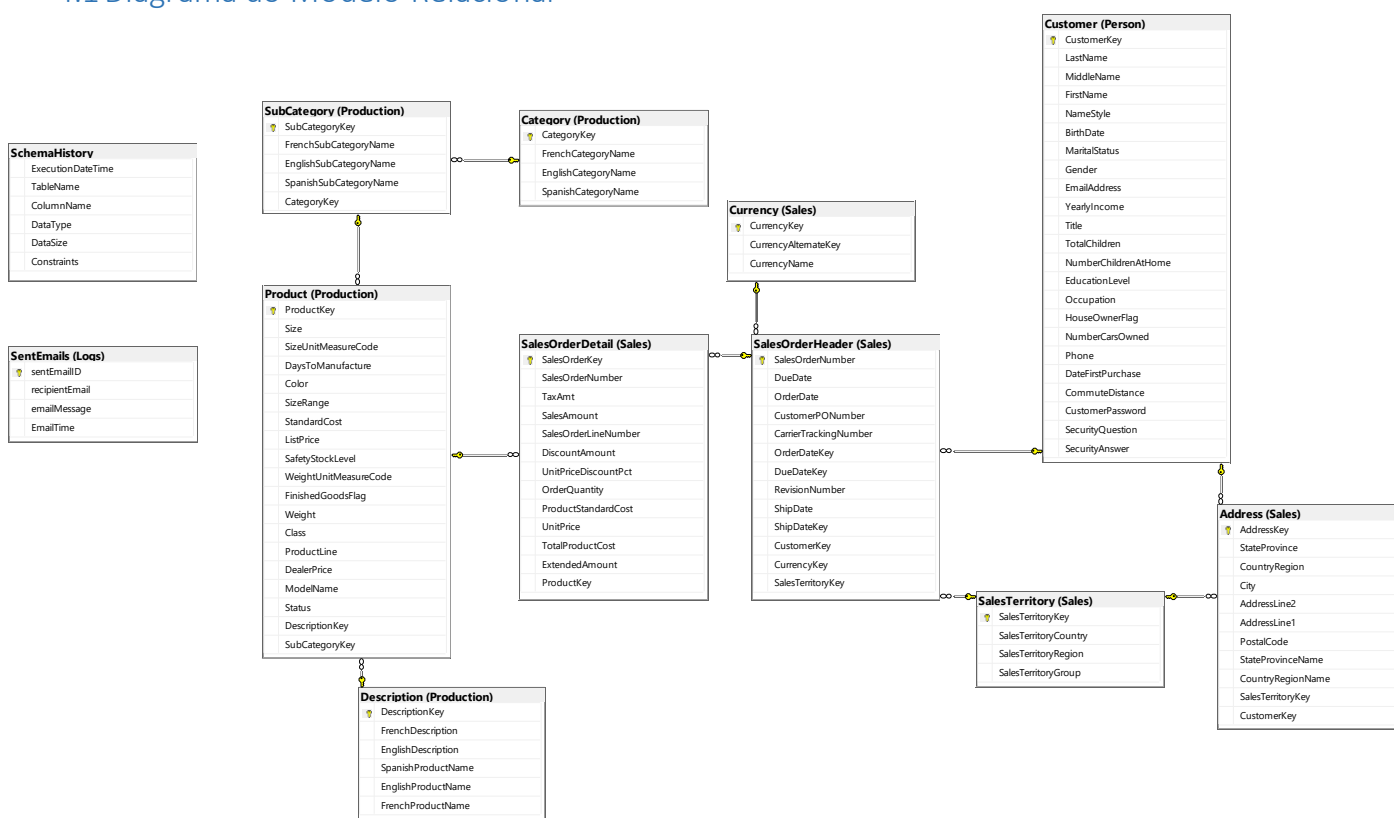 4.1 Diagrama do Modelo Relacional
SchemaHistory
ExecutionDateTime
TableName
ColumnName
DataType
DataSize
Constraints
SentEmails (Logs)
sentEmailID
recipientEmail
emailMessage
EmailTime
SubCategory (Production)
SubCategoryKey
FrenchSubCategoryName
EnglishSubCategoryName
SpanishSubCategoryName
CategoryKey
Category (Production)
CategoryKey
FrenchCategoryName
EnglishCategoryName
SpanishCategoryName
Product (Production)
ProductKey
Size
SizeUnitMeasureCode
DaysToManufacture
Color
SizeRange
StandardCost
ListPrice
SafetyStockLevel
WeightUnitMeasureCode
FinishedGoodsFlag
Weight
Class
ProductLine
DealerPrice
ModelName
Status
DescriptionKey
SubCategoryKey
Description (Production)
DescriptionKey
FrenchDescription
EnglishDescription
SpanishProductName
EnglishProductName
FrenchProductName
SalesOrderDetail (Sales)
SalesOrderKey
SalesOrderNumber
TaxAmt
SalesAmount
SalesOrderLineNumber
DiscountAmount
UnitPriceDiscountPct
OrderQuantity
ProductStandardCost
UnitPrice
TotalProductCost
ExtendedAmount
ProductKey
Currency (Sales)
CurrencyKey
CurrencyAlternateKey
CurrencyName
SalesOrderHeader (Sales)
SalesOrderNumber
DueDate
OrderDate
CustomerPONumber
CarrierTrackingNumber
OrderDateKey
DueDateKey
RevisionNumber
ShipDate
ShipDateKey
CustomerKey
CurrencyKey
SalesTerritoryKey
Customer (Person)
CustomerKey
LastName
MiddleName
FirstName
NameStyle
BirthDate
MaritalStatus
Gender
EmailAddress
YearlyIncome
Title
TotalChildren
NumberChildrenAtHome
EducationLevel
Occupation
HouseOwnerFlag
NumberCarsOwned
Phone
DateFirstPurchase
CommuteDistance
CustomerPassword
SecurityQuestion
SecurityAnswer
SalesTerritory (Sales)
SalesTerritoryKey
SalesTerritoryCountry
SalesTerritoryRegion
SalesTerritoryGroup
Address (Sales)
AddressKey
StateProvince
CountryRegion
City
AddressLine2
AddressLine1
PostalCode
StateProvinceName
CountryRegionName
SalesTerritoryKey
CustomerKey